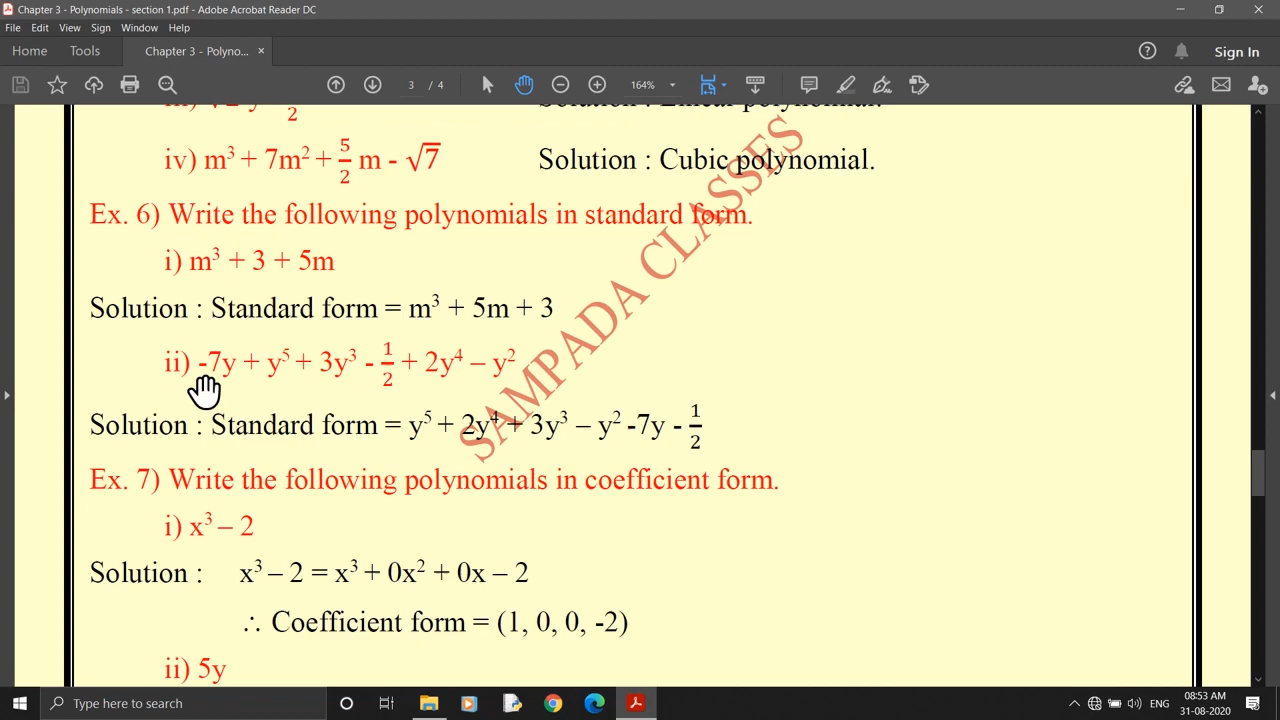 Chapter 3 - Polynomials - section 1.pdf - Adobe Acrobat Reader DC
File Edit View Sign Window Help
Home Tools Chapter 3 - Polyno... × Sign In
3 / 4 164%
2
iv) m³ + 7m² + 5/2 m - √7 Solution : Cubic polynomial.
Ex. 6) Write the following polynomials in standard form.
i) m³ + 3 + 5m
Solution : Standard form = m³ + 5m + 3
ii) -7y + y⁵ + 3y³ - 1/2 + 2y⁴ – y²
Solution : Standard form = y⁵ + 2y⁴ + 3y³ – y² -7y - 1/2
Ex. 7) Write the following polynomials in coefficient form.
i) x³ – 2
Solution : x³ – 2 = x³ + 0x² + 0x – 2
∴ Coefficient form = (1, 0, 0, -2)
ii) 5y
SAMPADA CLASSES
Type here to search
ENG
08:53 AM
31-08-2020